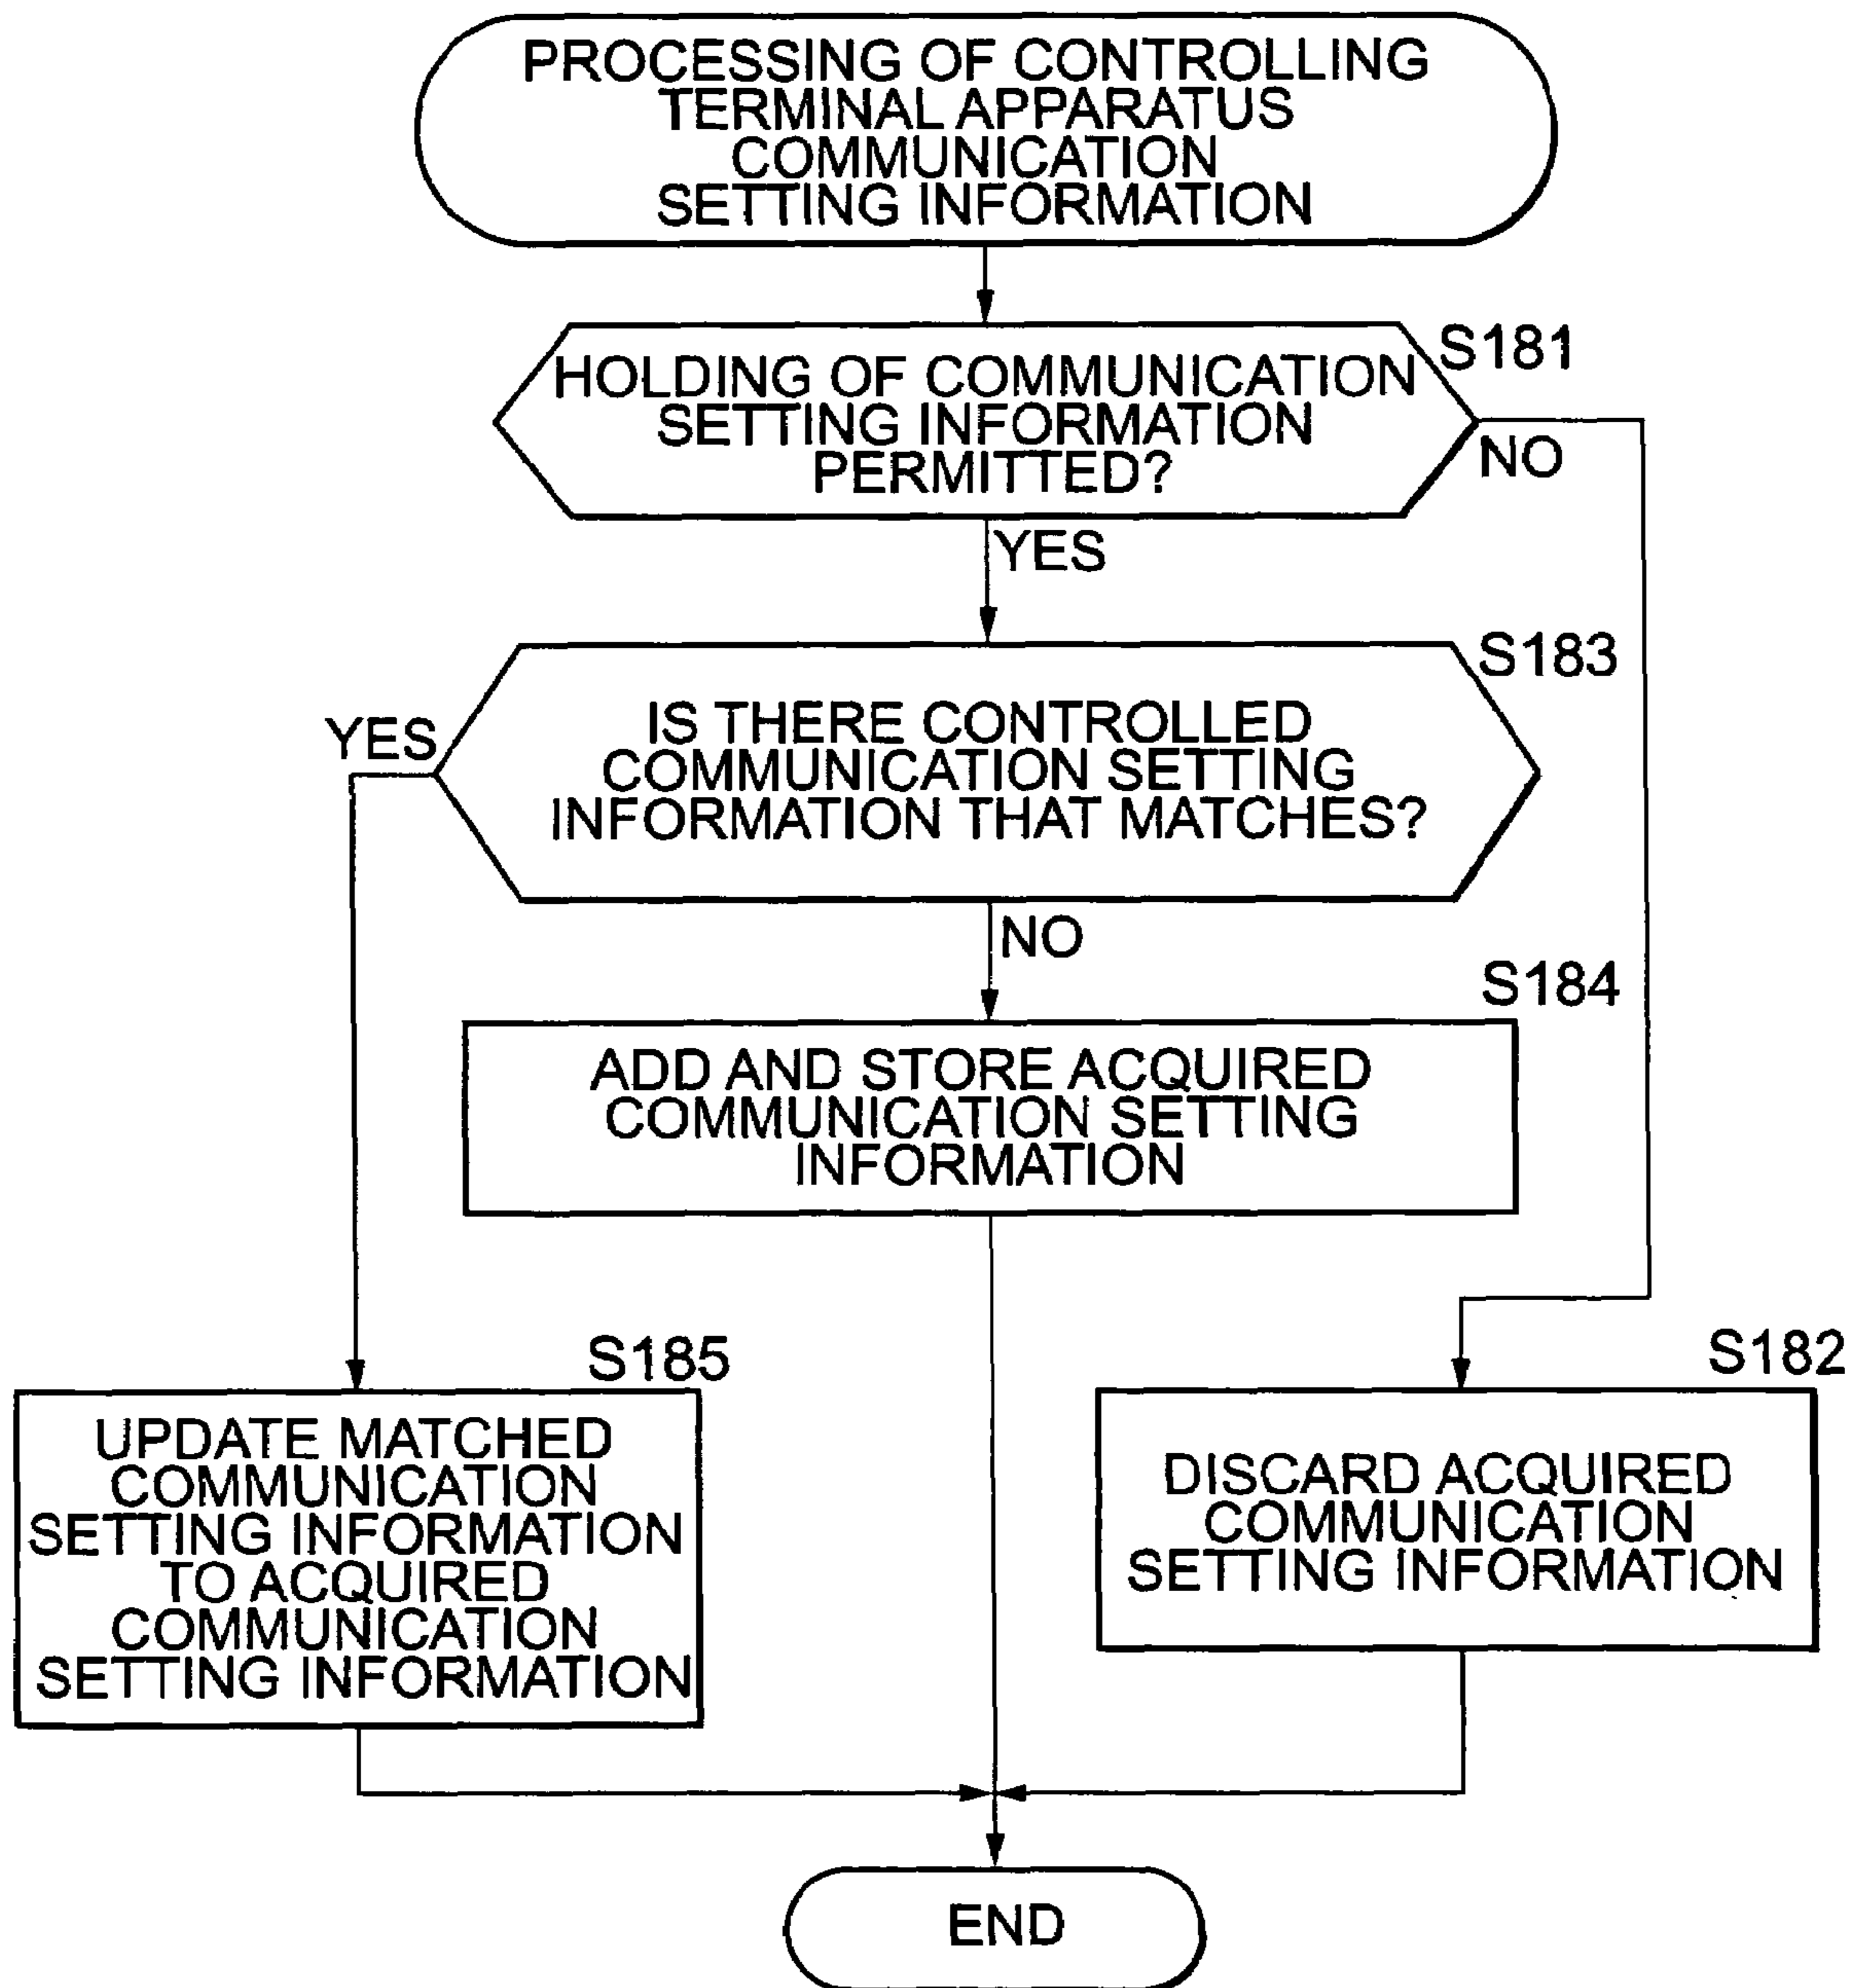 PROCESSING OF CONTROLLING
TERMINAL APPARATUS
COMMUNICATION
SETTING INFORMATION
S181
HOLDING OF COMMUNICATION
SETTING INFORMATION
PERMITTED?
NO
YES
S183
YES
IS THERE CONTROLLED
COMMUNICATION SETTING
INFORMATION THAT MATCHES?
NO
S184
ADD AND STORE ACQUIRED
COMMUNICATION SETTING
INFORMATION
S185
UPDATE MATCHED
COMMUNICATION
SETTING INFORMATION
TO ACQUIRED
COMMUNICATION
SETTING INFORMATION
S182
DISCARD ACQUIRED
COMMUNICATION
SETTING INFORMATION
END